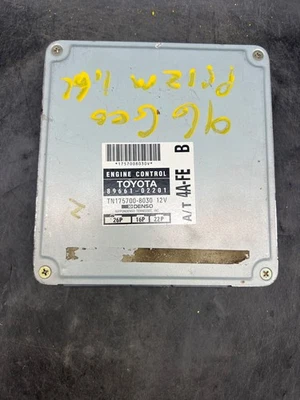 96 GEO
PRIZM 1.6L
*1757008030V*
B
ENGINE CONTROL
TOYOTA
89661-02201
TN175700-8030 12V
DENSO
26P 16P 22P
A/T 4A-FE
N